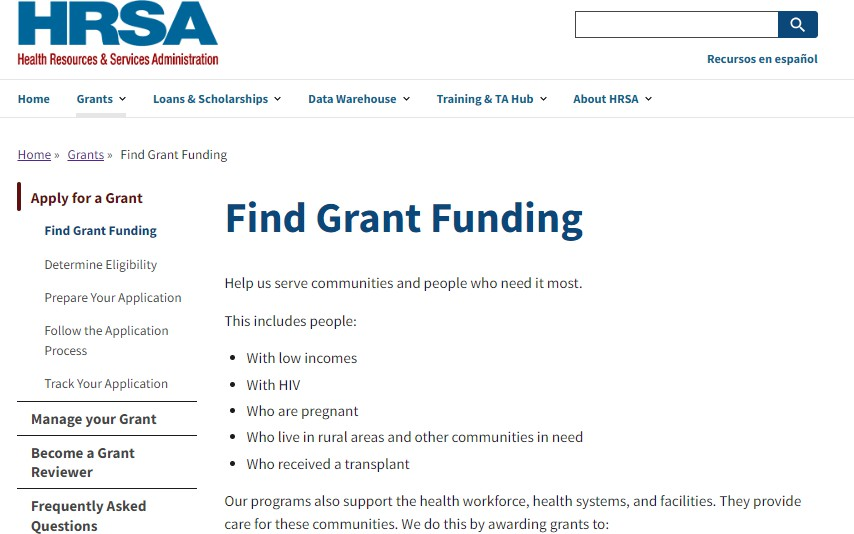 HRSA
Health Resources & Services Administration
Recursos en español
Home Grants Loans & Scholarships Data Warehouse Training & TA Hub About HRSA
Home » Grants » Find Grant Funding
Apply for a Grant
Find Grant Funding
Determine Eligibility
Prepare Your Application
Follow the Application
Process
Track Your Application
Manage your Grant
Become a Grant
Reviewer
Frequently Asked
Questions
Find Grant Funding
Help us serve communities and people who need it most.
This includes people:
• With low incomes
• With HIV
• Who are pregnant
• Who live in rural areas and other communities in need
• Who received a transplant
Our programs also support the health workforce, health systems, and facilities. They provide
care for these communities. We do this by awarding grants to: